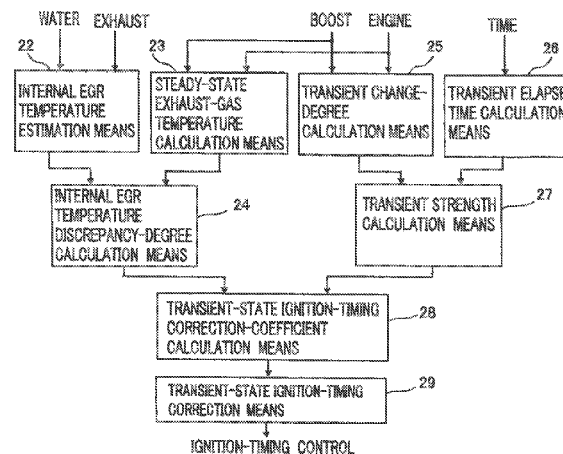 WATER EXHAUST BOOST ENGINE TIME
22 23 25 26
INTERNAL EGR
TEMPERATURE
ESTIMATION MEANS
STEADY-STATE
EXHAUST-GAS
TEMPERATURE
CALCULATION MEANS
TRANSIENT CHANGE-
DEGREE
CALCULATION MEANS
TRANSIENT ELAPSE
TIME CALCULATION
MEANS
INTERNAL EGR
TEMPERATURE
DISCREPANCY-DEGREE
CALCULATION MEANS
24
TRANSIENT STRENGTH
CALCULATION MEANS
27
TRANSIENT-STATE IGNITION-TIMING
CORRECTION-COEFFICIENT
CALCULATION MEANS
28
TRANSIENT-STATE IGNITION-TIMING
CORRECTION MEANS
29
IGNITION-TIMING CONTROL